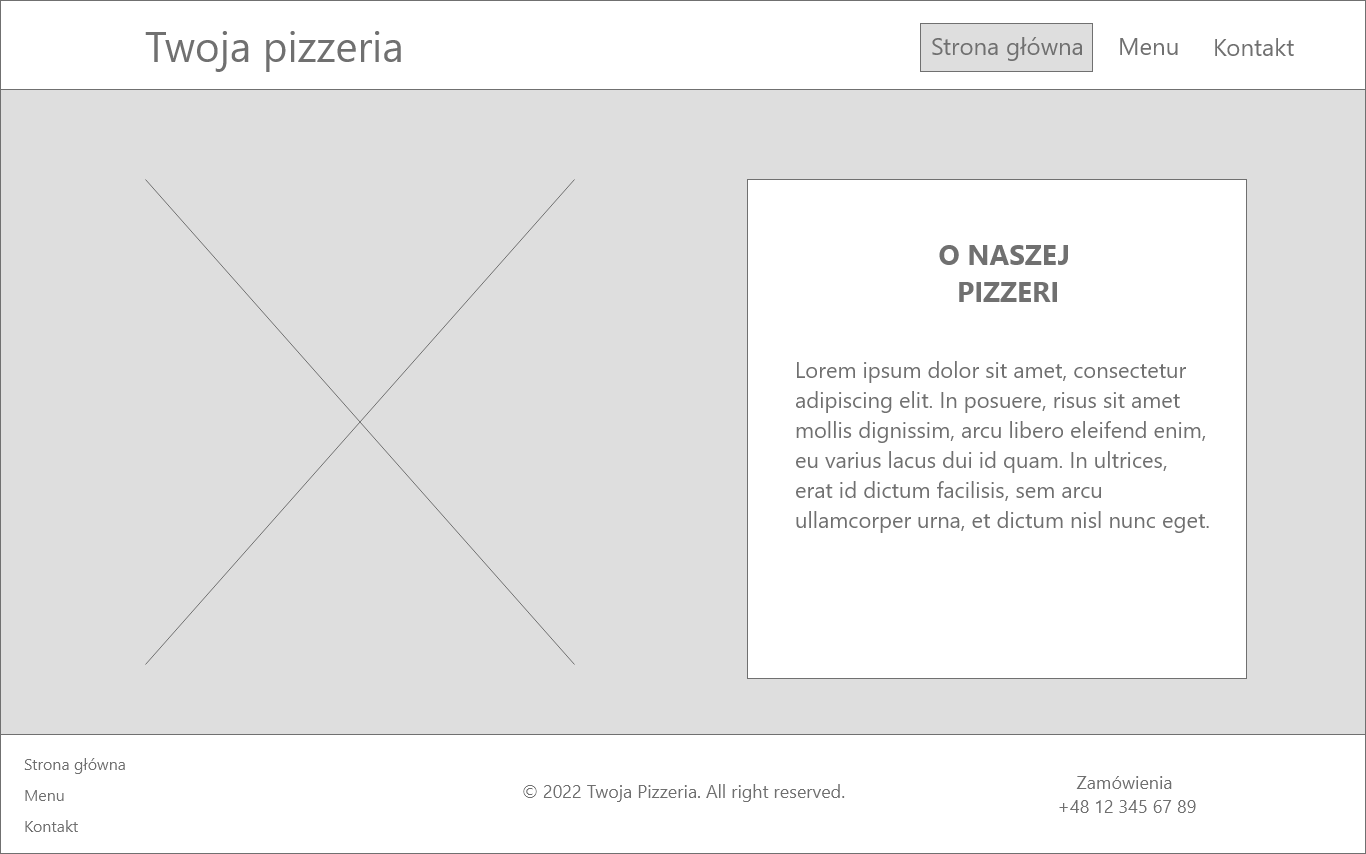 Twoja pizzeria
Strona główna
Menu
Kontakt
O NASZEJ
PIZZERI
Lorem ipsum dolor sit amet, consectetur
adipiscing elit. In posuere, risus sit amet
mollis dignissim, arcu libero eleifend enim,
eu varius lacus dui id quam. In ultrices,
erat id dictum facilisis, sem arcu
ullamcorper urna, et dictum nisl nunc eget.
Strona główna
Menu
Kontakt
© 2022 Twoja Pizzeria. All right reserved.
Zamówienia
+48 12 345 67 89